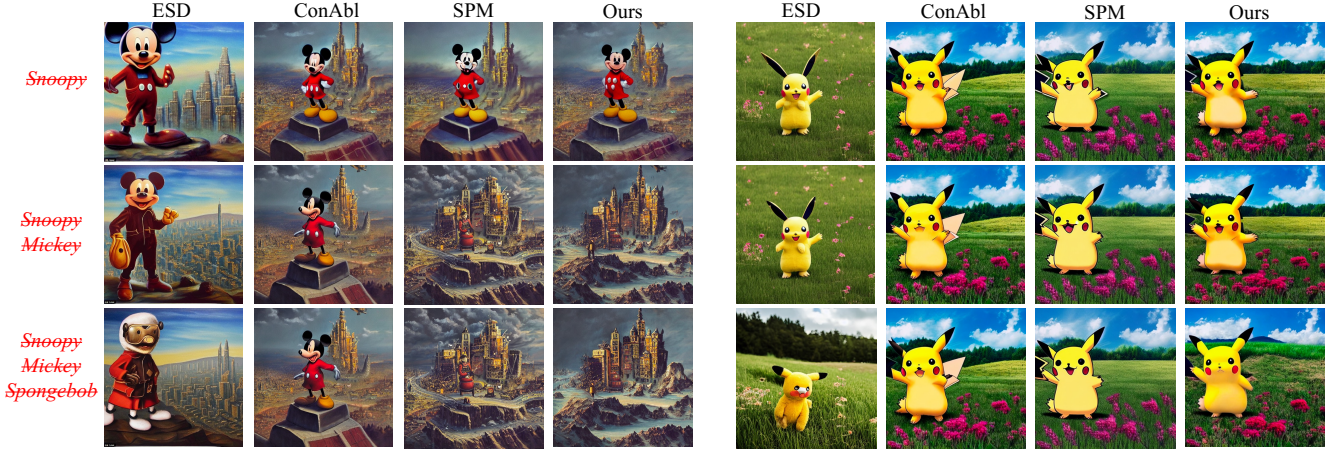 ESD ConAbl SPM Ours ESD ConAbl SPM Ours
Snoopy
Snoopy
Mickey
Snoopy
Mickey
Spongebob